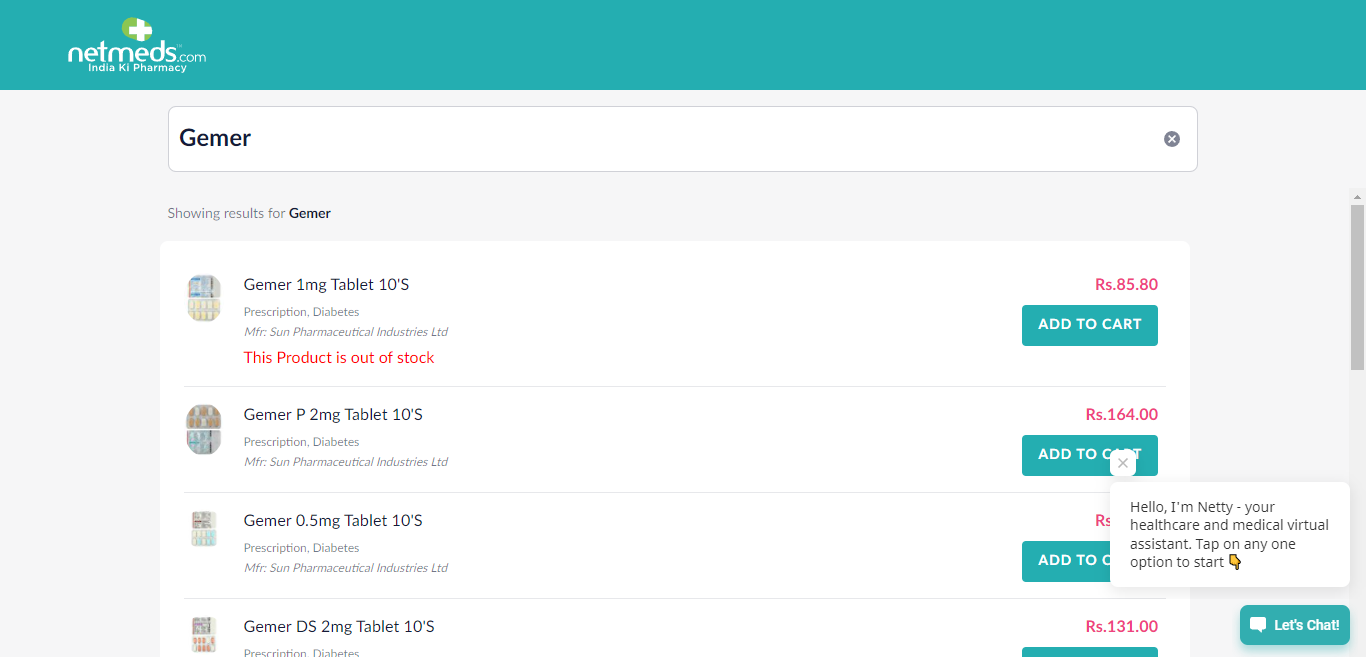 netmeds.com
India Ki Pharmacy
Gemer
Showing results for Gemer
Gemer 1mg Tablet 10'S
Rs.85.80
Prescription, Diabetes
ADD TO CART
Mfr: Sun Pharmaceutical Industries Ltd
This Product is out of stock
Gemer P 2mg Tablet 10'S
Rs.164.00
Prescription, Diabetes
ADD TO CART
Mfr: Sun Pharmaceutical Industries Ltd
Gemer 0.5mg Tablet 10'S
Rs
Prescription, Diabetes
ADD TO
Mfr: Sun Pharmaceutical Industries Ltd
Hello, I'm Netty - your
healthcare and medical virtual
assistant. Tap on any one
option to start 👇
Gemer DS 2mg Tablet 10'S
Rs.131.00
Prescription, Diabetes
Let's Chat!